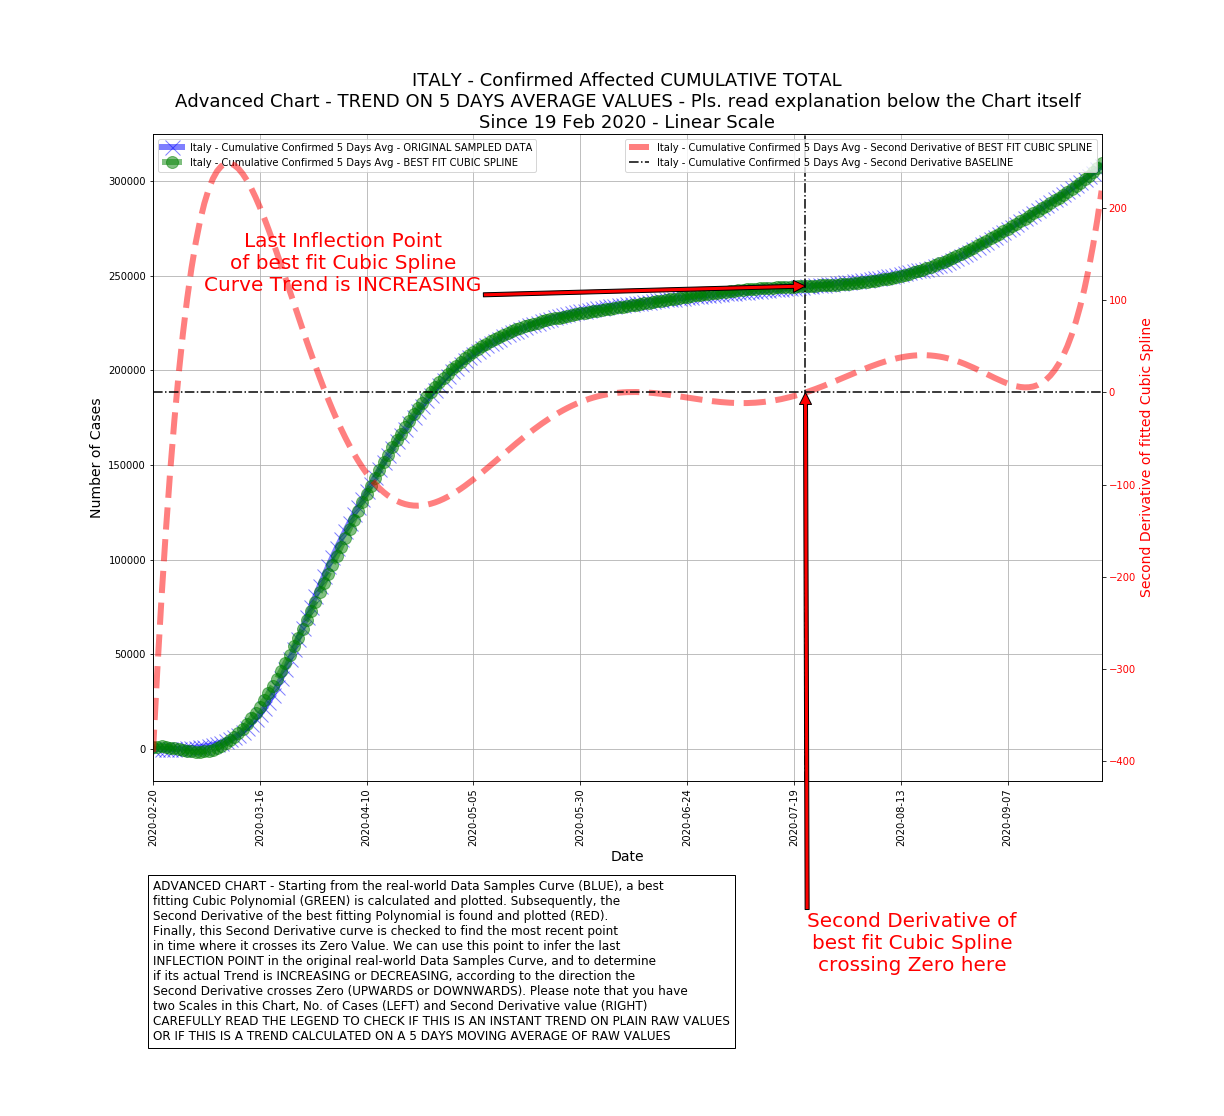 ITALY - Confirmed Affected CUMULATIVE TOTAL
Advanced Chart - TREND ON 5 DAYS AVERAGE VALUES - Pls. read explanation below the Chart itself
Since 19 Feb 2020 - Linear Scale
Italy - Cumulative Confirmed 5 Days Avg - ORIGINAL SAMPLED DATA
Italy - Cumulative Confirmed 5 Days Avg - BEST FIT CUBIC SPLINE
Italy - Cumulative Confirmed 5 Days Avg - Second Derivative of BEST FIT CUBIC SPLINE
Italy - Cumulative Confirmed 5 Days Avg - Second Derivative BASELINE
Last Inflection Point
of best fit Cubic Spline
Curve Trend is INCREASING
Number of Cases
300000
250000
200000
150000
100000
50000
0
200
100
0
−100
−200
−300
−400
Second Derivative of fitted Cubic Spline
2020-02-20
2020-03-16
2020-04-10
2020-05-05
2020-05-30
2020-06-24
2020-07-19
2020-08-13
2020-09-07
Date
ADVANCED CHART - Starting from the real-world Data Samples Curve (BLUE), a best
fitting Cubic Polynomial (GREEN) is calculated and plotted. Subsequently, the
Second Derivative of the best fitting Polynomial is found and plotted (RED).
Finally, this Second Derivative curve is checked to find the most recent point
in time where it crosses its Zero Value. We can use this point to infer the last
INFLECTION POINT in the original real-world Data Samples Curve, and to determine
if its actual Trend is INCREASING or DECREASING, according to the direction the
Second Derivative crosses Zero (UPWARDS or DOWNWARDS). Please note that you have
two Scales in this Chart, No. of Cases (LEFT) and Second Derivative value (RIGHT)
CAREFULLY READ THE LEGEND TO CHECK IF THIS IS AN INSTANT TREND ON PLAIN RAW VALUES
OR IF THIS IS A TREND CALCULATED ON A 5 DAYS MOVING AVERAGE OF RAW VALUES
Second Derivative of
best fit Cubic Spline
crossing Zero here